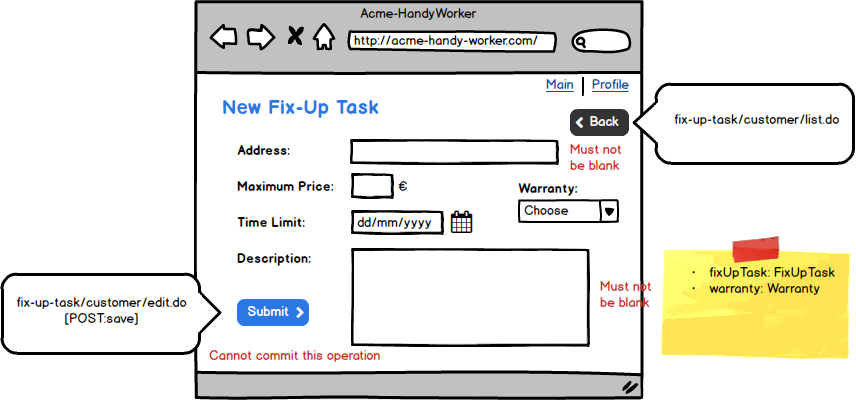 Acme-HandyWorker
http://acme-handy-worker.com/
Main
Profile
New Fix-Up Task
Back
fix-up-task/customer/list.do
Address:
Must not
be blank
Maximum Price:
€
Warranty:
Choose
Time Limit:
dd/mm/yyyy
Description:
Must not
be blank
• fixUpTask: FixUpTask
• warranty: Warranty
fix-up-task/customer/edit.do
[POST:save]
Submit
Cannot commit this operation